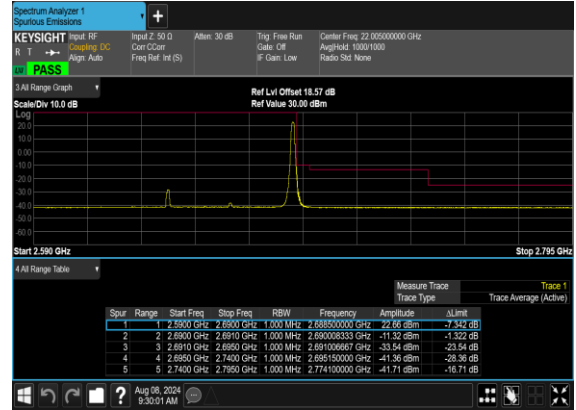 Spectrum Analyzer 1
Spurious Emissions
+
KEYSIGHT Input: RF Input Z: 50 Ω Atten: 30 dB Trig: Free Run Center Freq: 22.005000000 GHz
R T Coupling: DC Corr CCorr Gate: Off Avg|Hold: 1000/1000
Align: Auto Freq Ref: Int (S) IF Gain: Low Radio Std: None
PASS
3 All Range Graph Ref Lvl Offset 18.57 dB
Scale/Div 10.0 dB Ref Value 30.00 dBm
Log
20.0
10.0
0.00
-10.0
-20.0
-30.0
-40.0
-50.0
-60.0
Start 2.590 GHz Stop 2.795 GHz
4 All Range Table
Measure Trace Trace 1
Trace Type Trace Average (Active)
Spur Range Start Freq Stop Freq RBW Frequency Amplitude ΔLimit
1 1 2.5900 GHz 2.6900 GHz 1.000 MHz 2.688500000 GHz 22.66 dBm -7.342 dB
2 2 2.6900 GHz 2.6910 GHz 1.000 MHz 2.690008333 GHz -11.32 dBm -1.322 dB
3 3 2.6910 GHz 2.6950 GHz 1.000 MHz 2.691006667 GHz -33.54 dBm -23.54 dB
4 4 2.6950 GHz 2.7400 GHz 1.000 MHz 2.695150000 GHz -41.36 dBm -28.36 dB
5 5 2.7400 GHz 2.7950 GHz 1.000 MHz 2.774100000 GHz -41.71 dBm -16.71 dB
? Aug 08, 2024
9:30:01 AM